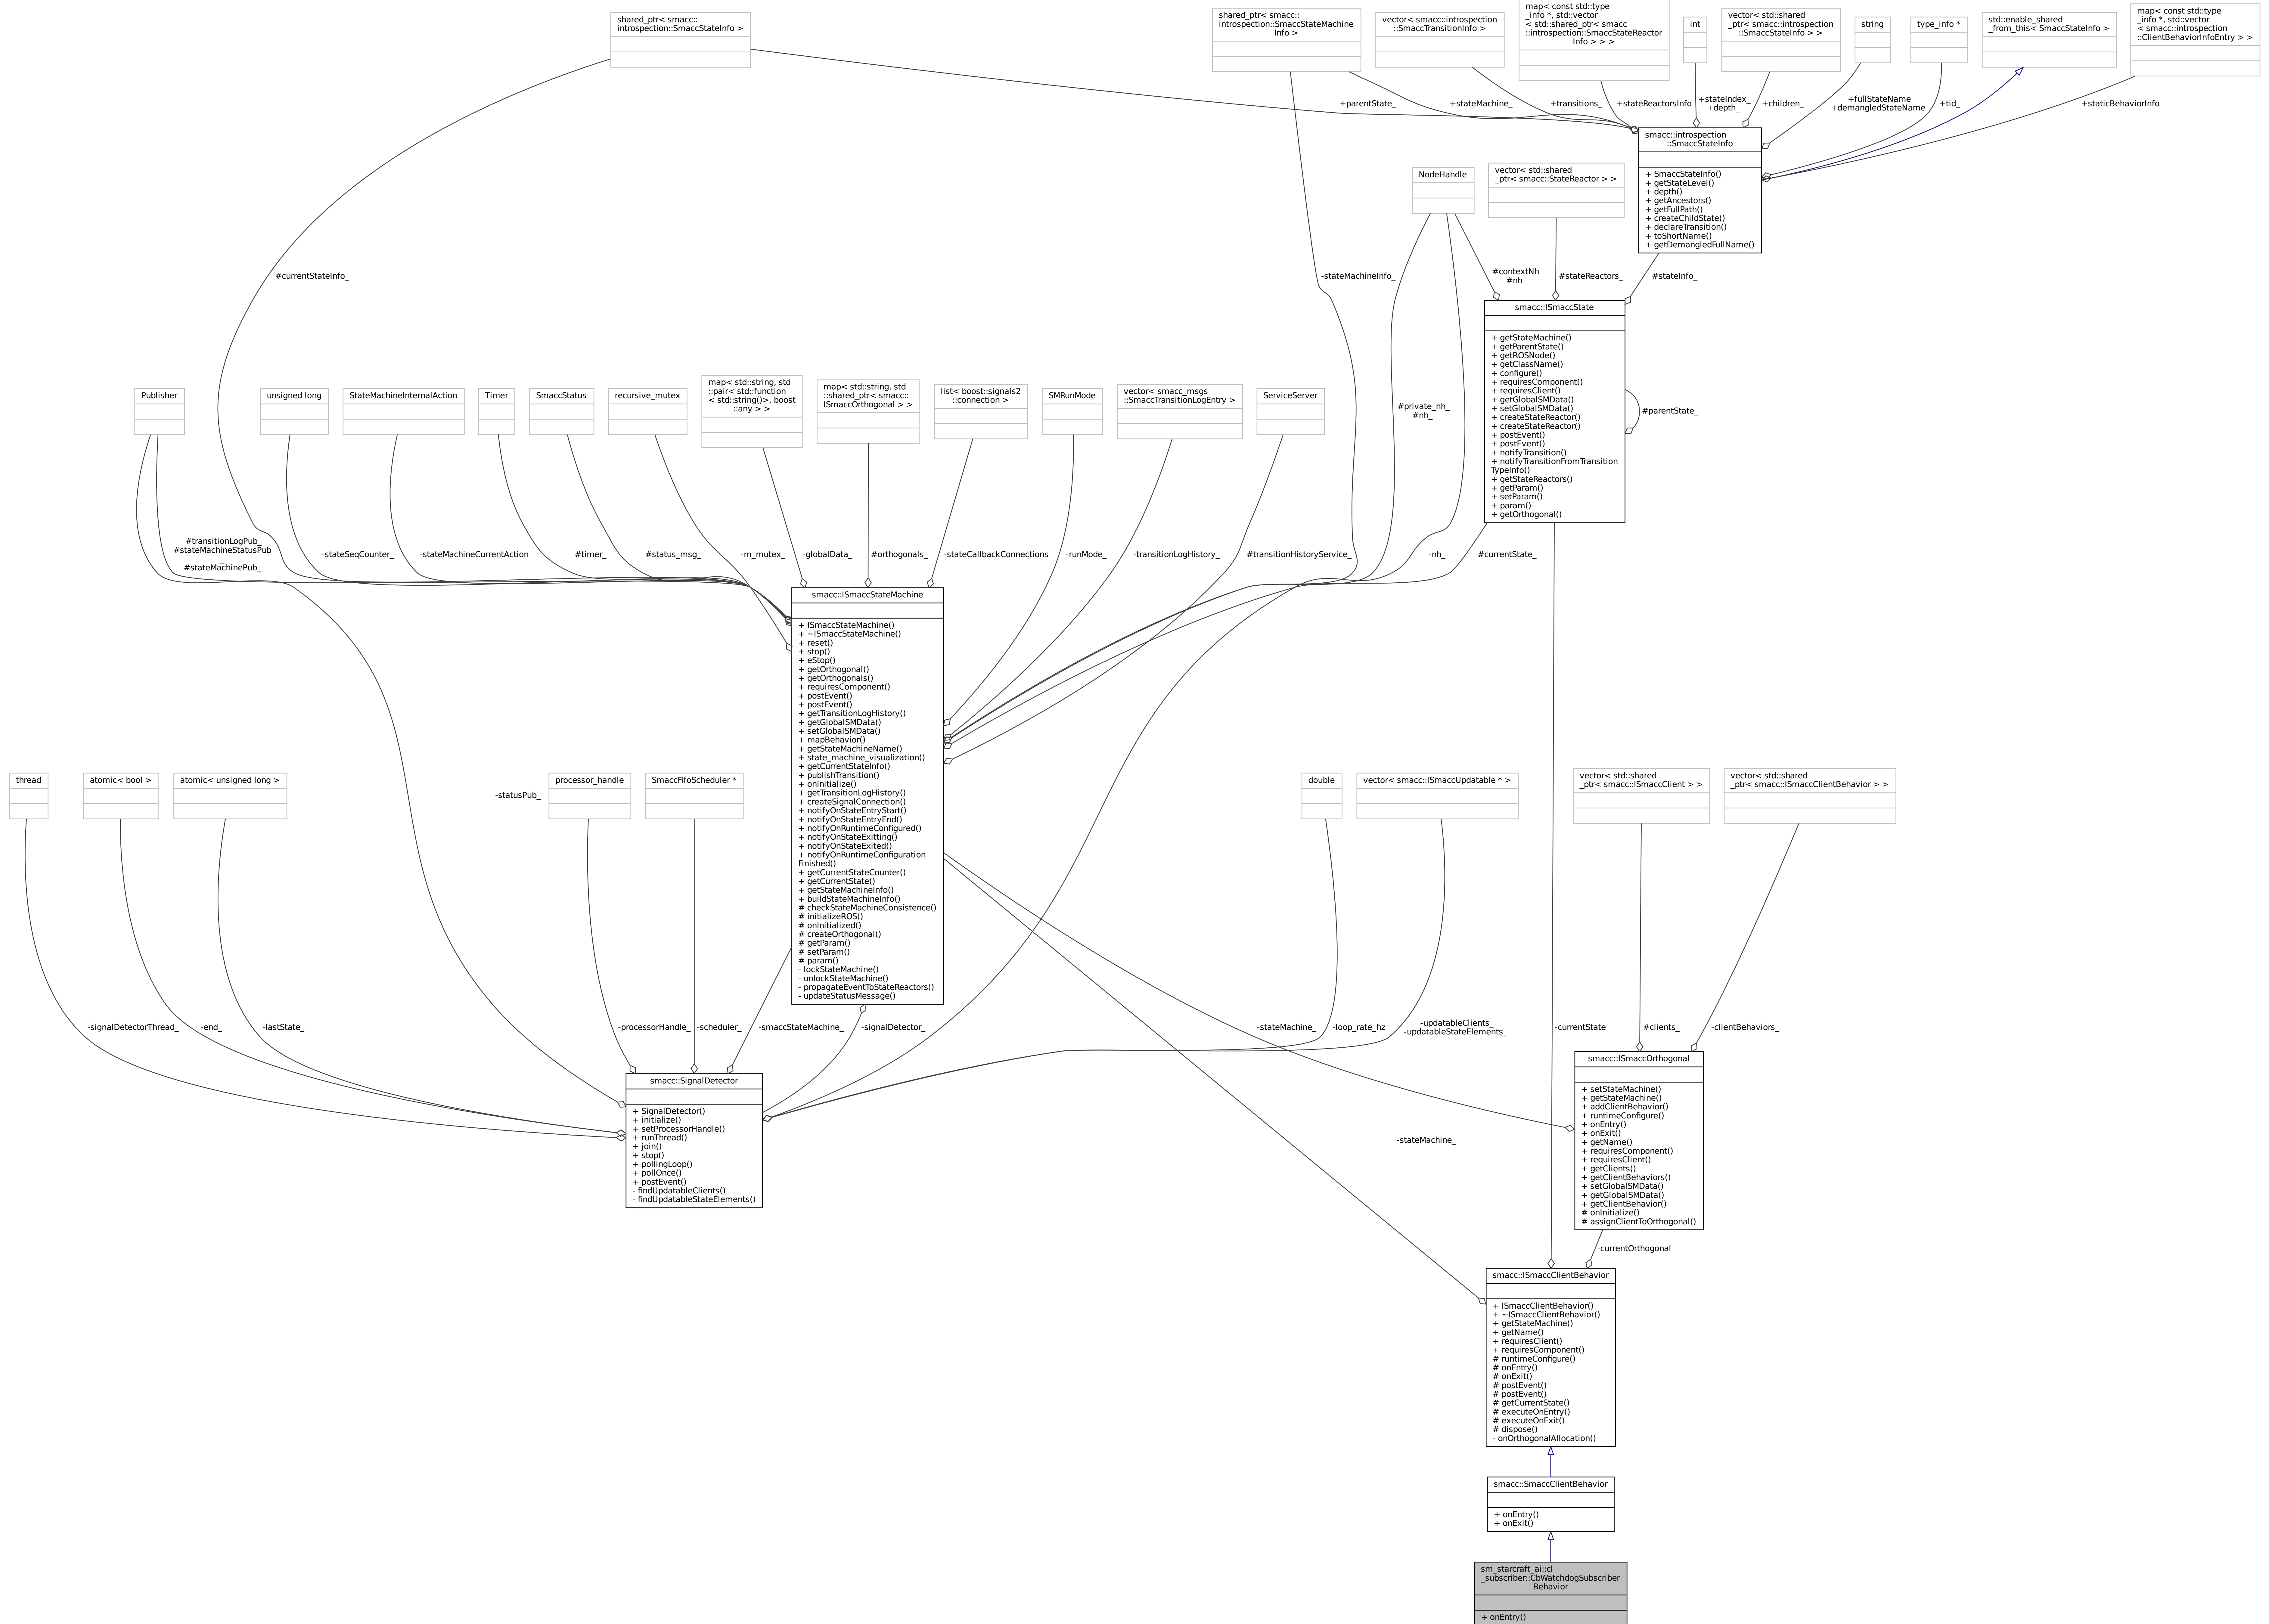 shared_ptr< smacc::
introspection::SmaccStateInfo >
shared_ptr< smacc::
introspection::SmaccStateMachine
Info >
vector< smacc::introspection
::SmaccTransitionInfo >
map< const std::type
_info *, std::vector
< std::shared_ptr< smacc
::introspection::SmaccStateReactor
Info > > >
int
vector< std::shared
_ptr< smacc::introspection
::SmaccStateInfo > >
string
type_info *
std::enable_shared
_from_this< SmaccStateInfo >
map< const std::type
_info *, std::vector
< smacc::introspection
::ClientBehaviorInfoEntry > >
+parentState_
+stateMachine_
+transitions_
+stateReactorsInfo
+stateIndex_
+depth_
+children_
+fullStateName
+demangledStateName
+tid_
+staticBehaviorInfo
smacc::introspection
::SmaccStateInfo
+ SmaccStateInfo()
+ getStateLevel()
+ depth()
+ getAncestors()
+ getFullPath()
+ createChildState()
+ declareTransition()
+ toShortName()
+ getDemangledFullName()
NodeHandle
vector< std::shared
_ptr< smacc::StateReactor > >
#currentStateInfo_
-stateMachineInfo_
#contextNh
#nh
#stateReactors_
#stateInfo_
smacc::ISmaccState
+ getStateMachine()
+ getParentState()
+ getROSNode()
+ getClassName()
+ configure()
+ requiresComponent()
+ requiresClient()
+ getGlobalSMData()
+ setGlobalSMData()
+ createStateReactor()
+ createStateReactor()
+ postEvent()
+ postEvent()
+ notifyTransition()
+ notifyTransitionFromTransition
TypeInfo()
+ getStateReactors()
+ getParam()
+ setParam()
+ param()
+ getOrthogonal()
#parentState_
Publisher
unsigned long
StateMachineInternalAction
Timer
SmaccStatus
recursive_mutex
map< std::string, std
::pair< std::function
< std::string()>, boost
::any > >
map< std::string, std
::shared_ptr< smacc::
ISmaccOrthogonal > >
list< boost::signals2
::connection >
SMRunMode
vector< smacc_msgs
::SmaccTransitionLogEntry >
ServiceServer
#private_nh_
#nh_
#transitionLogPub_
#stateMachineStatusPub
_
#stateMachinePub_
-stateSeqCounter_
-stateMachineCurrentAction
#timer_
#status_msg_
-m_mutex_
-globalData_
#orthogonals_
-stateCallbackConnections
-runMode_
-transitionLogHistory_
#transitionHistoryService_
-nh_
#currentState_
smacc::ISmaccStateMachine
+ ISmaccStateMachine()
+ ~ISmaccStateMachine()
+ reset()
+ stop()
+ eStop()
+ getOrthogonal()
+ getOrthogonals()
+ requiresComponent()
+ postEvent()
+ postEvent()
+ getTransitionLogHistory()
+ getGlobalSMData()
+ setGlobalSMData()
+ mapBehavior()
+ getStateMachineName()
+ state_machine_visualization()
+ getCurrentStateInfo()
+ publishTransition()
+ onInitialize()
+ getTransitionLogHistory()
+ createSignalConnection()
+ notifyOnStateEntryStart()
+ notifyOnStateEntryEnd()
+ notifyOnRuntimeConfigured()
+ notifyOnStateExitting()
+ notifyOnStateExited()
+ notifyOnRuntimeConfiguration
Finished()
+ getCurrentStateCounter()
+ getCurrentState()
+ getStateMachineInfo()
+ buildStateMachineInfo()
# checkStateMachineConsistence()
# initializeROS()
# onInitialized()
# createOrthogonal()
# getParam()
# setParam()
# param()
- lockStateMachine()
- unlockStateMachine()
- propagateEventToStateReactors()
- updateStatusMessage()
thread
atomic< bool >
atomic< unsigned long >
-statusPub_
processor_handle
SmaccFifoScheduler *
double
vector< smacc::ISmaccUpdatable * >
vector< std::shared
_ptr< smacc::ISmaccClient > >
vector< std::shared
_ptr< smacc::ISmaccClientBehavior > >
-signalDetectorThread_
-end_
-lastState_
-processorHandle_
-scheduler_
-smaccStateMachine_
-signalDetector_
-stateMachine_
-loop_rate_hz
-updatableClients_
-updatableStateElements_
-currentState
#clients_
-clientBehaviors_
smacc::SignalDetector
+ SignalDetector()
+ initialize()
+ setProcessorHandle()
+ runThread()
+ join()
+ stop()
+ pollingLoop()
+ pollOnce()
+ postEvent()
- findUpdatableClients()
- findUpdatableStateElements()
smacc::ISmaccOrthogonal
+ setStateMachine()
+ getStateMachine()
+ addClientBehavior()
+ runtimeConfigure()
+ onEntry()
+ onExit()
+ getName()
+ requiresComponent()
+ requiresClient()
+ getClients()
+ getClientBehaviors()
+ setGlobalSMData()
+ getGlobalSMData()
+ getClientBehavior()
# onInitialize()
# assignClientToOrthogonal()
-stateMachine_
-currentOrthogonal
smacc::ISmaccClientBehavior
+ ISmaccClientBehavior()
+ ~ISmaccClientBehavior()
+ getStateMachine()
+ getName()
+ requiresClient()
+ requiresComponent()
# runtimeConfigure()
# onEntry()
# onExit()
# postEvent()
# postEvent()
# getCurrentState()
# executeOnEntry()
# executeOnExit()
# dispose()
- onOrthogonalAllocation()
smacc::SmaccClientBehavior
+ onEntry()
+ onExit()
sm_starcraft_ai::cl
_subscriber::CbWatchdogSubscriber
Behavior
+ onEntry()